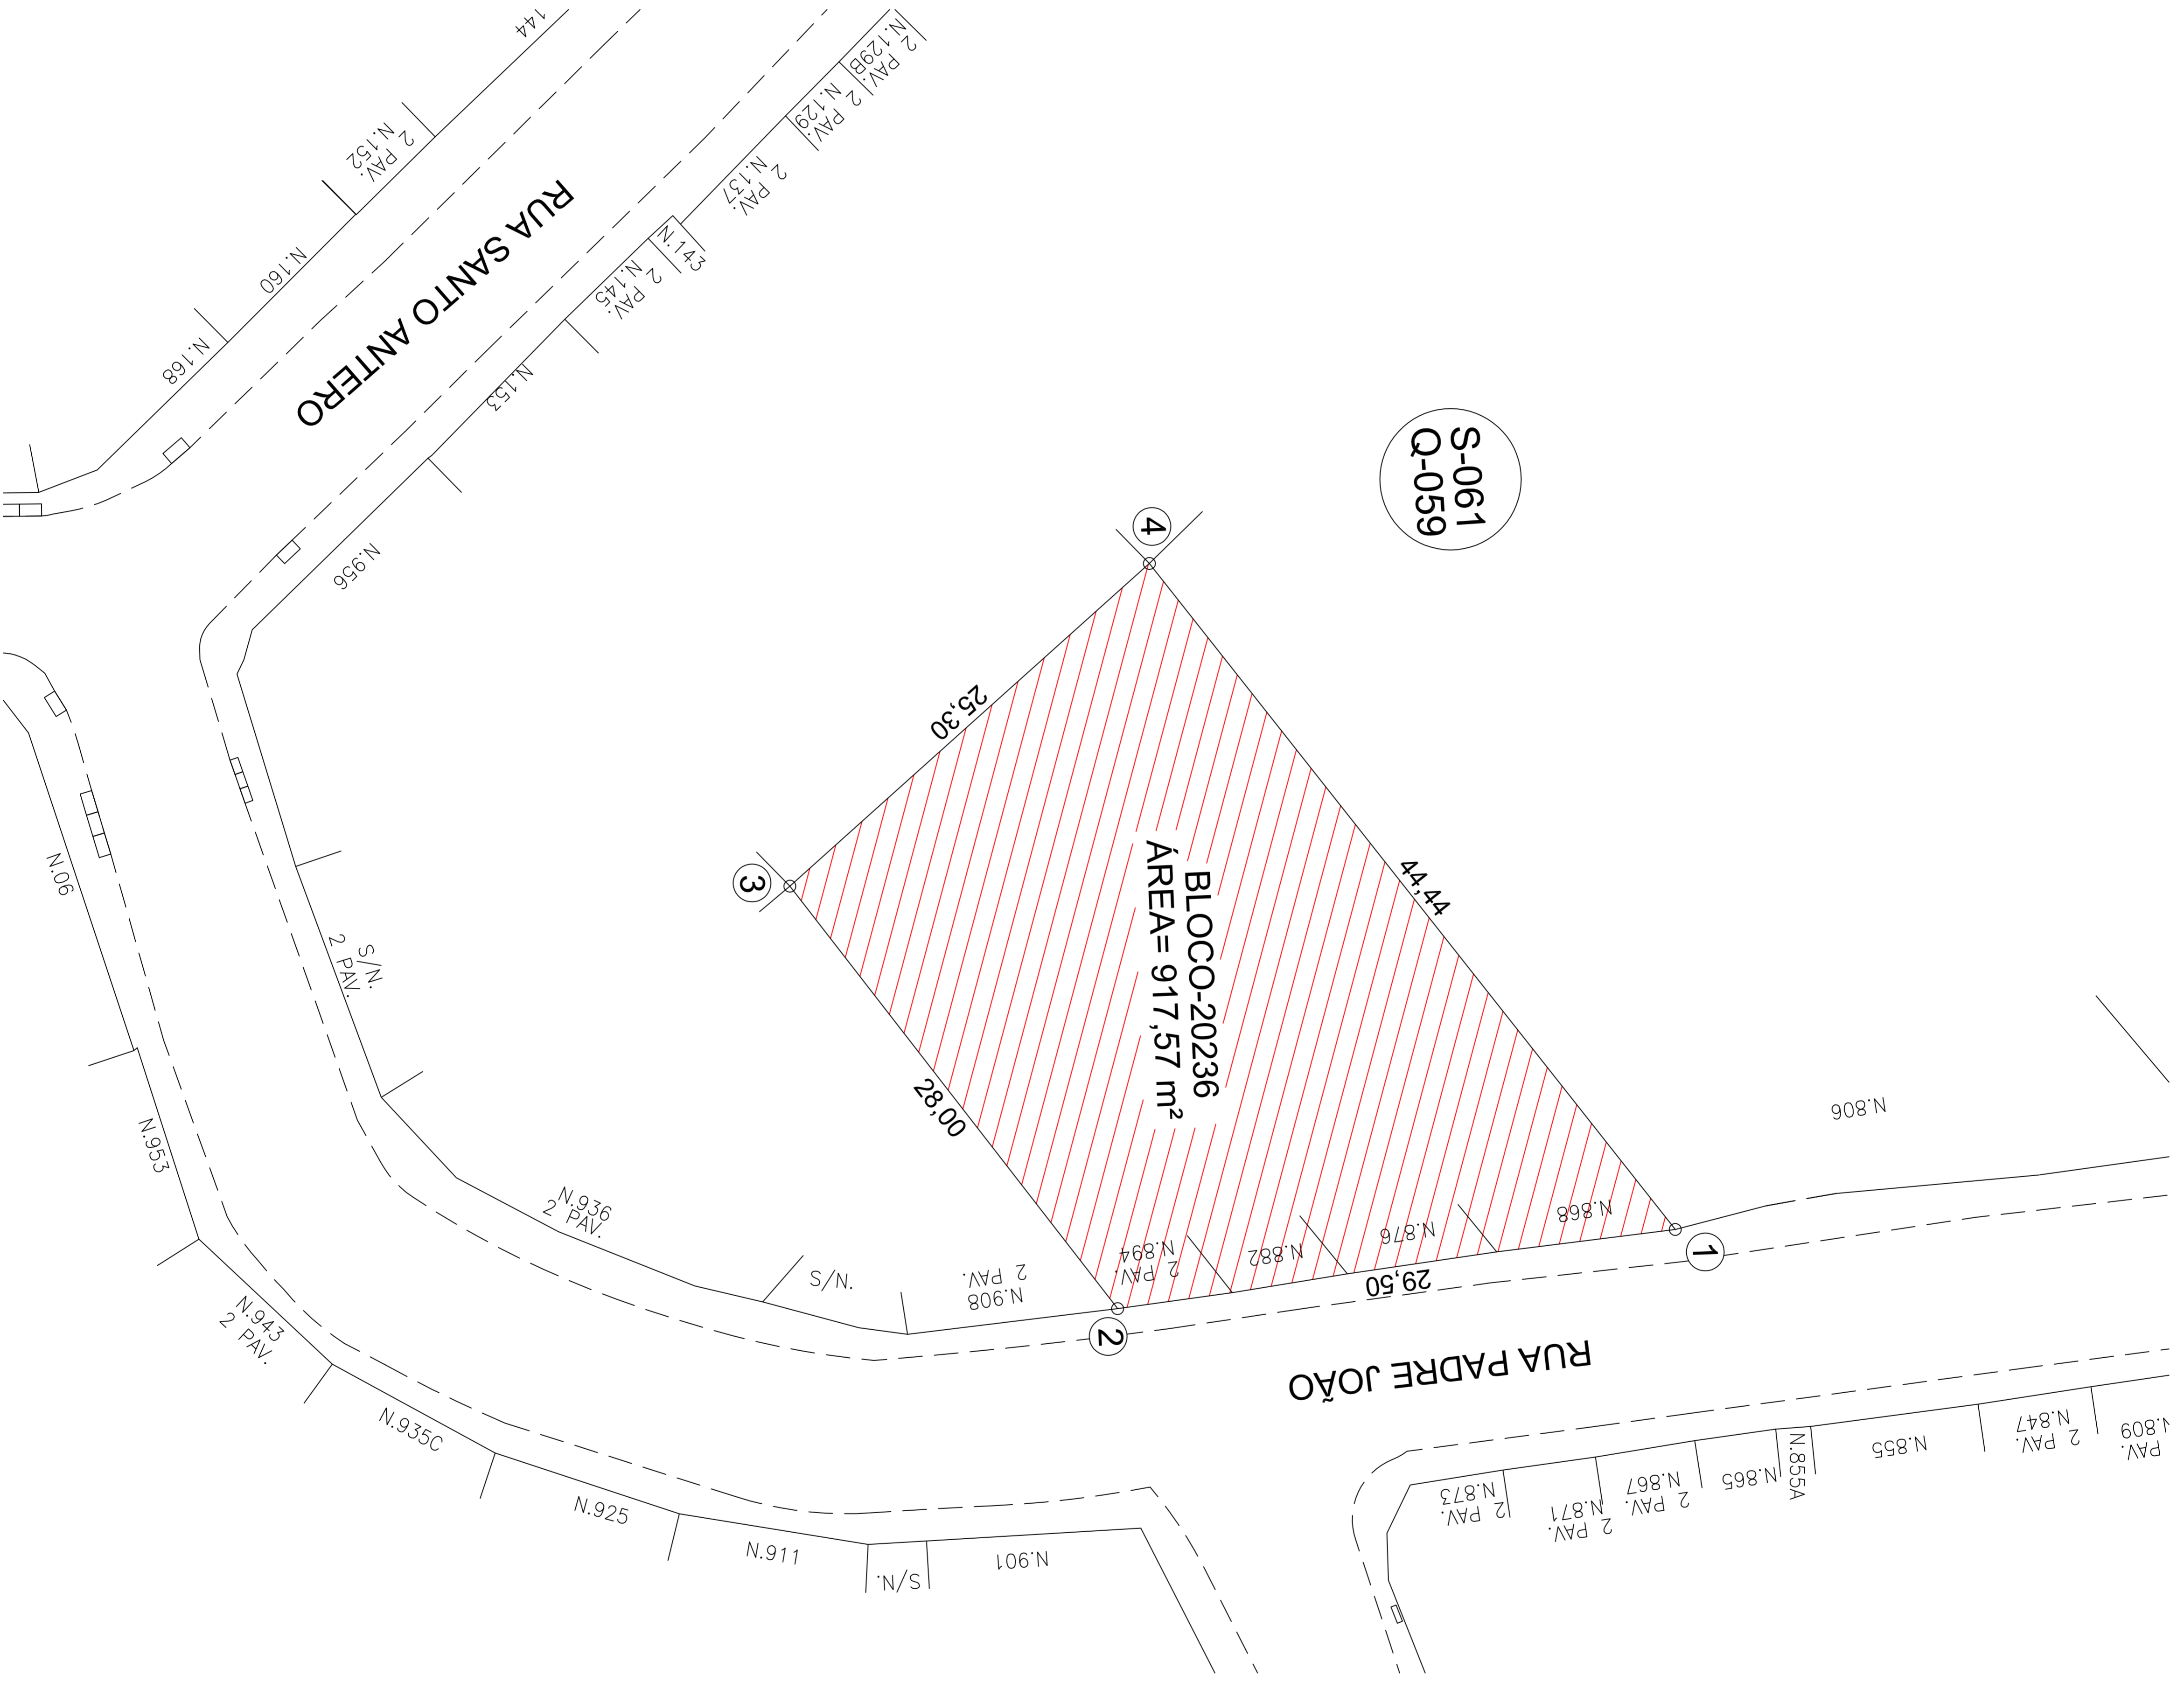 144
2 PAV.
N.152
N.160
N.168
RUA SANTO ANTERO
2 PAV.
N.129B
2 PAV.
N.129
2 PAV.
N.137
N.143
2 PAV.
N.145
N.153
N.956
S-061
Q-059
4
3
25,30
44,44
28,00
BLOCO-20236
ÁREA= 917,57 m²
N.06
S/N.
2 PAV.
N.953
N.936
2 PAV.
S/N.
2 PAV.
N.908
2 PAV.
N.894
N.882
N.876
N.868
29,50
1
2
N.806
RUA PADRE JOÃO
N.943
2 PAV.
N.935C
N.925
N.911
S/N.
N.901
2 PAV.
N.873
2 PAV.
N.871
2 PAV.
N.867
N.865
N.855A
N.855
2 PAV.
N.847
PAV.
N.809